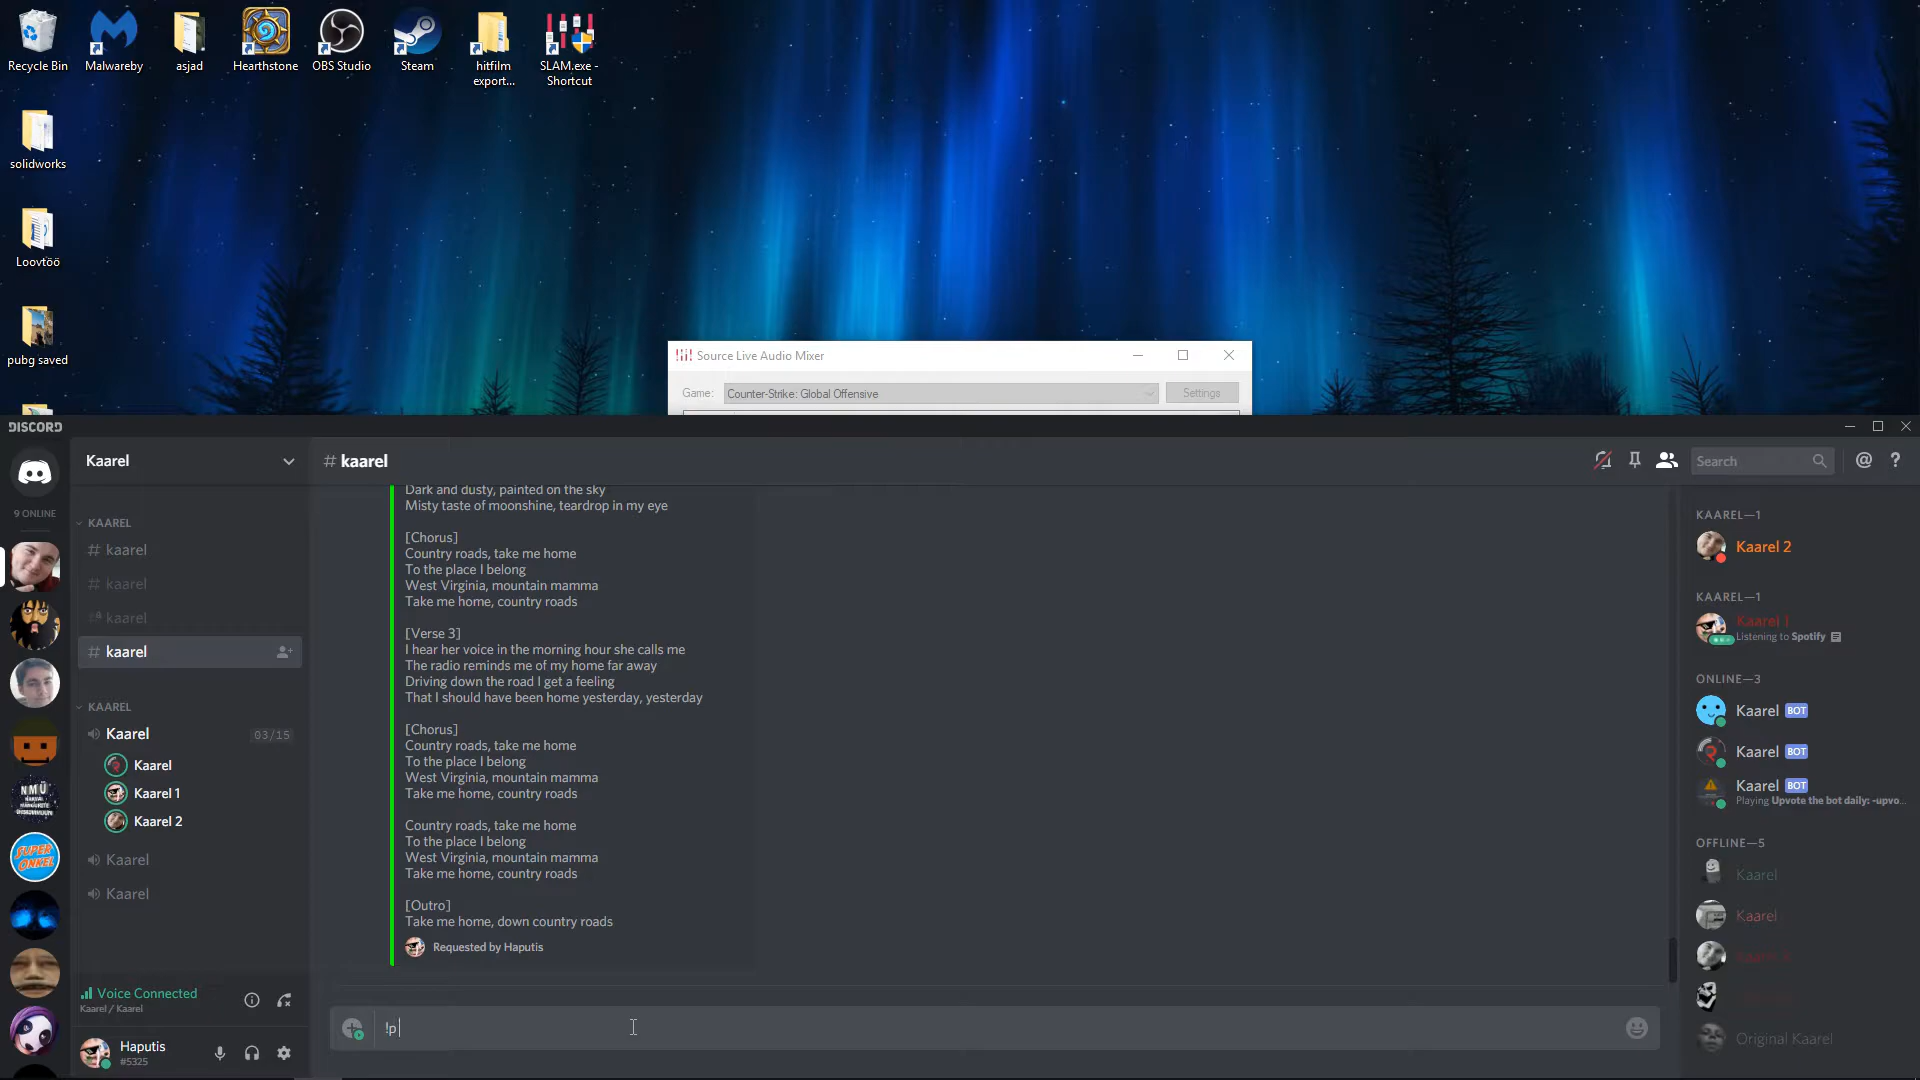 Recycle Bin
Malwareby
asjad
Hearthstone
OBS Studio
Steam
hitfilm
export...
SLAM.exe -
Shortcut
solidworks
Loovtöö
pubg saved
Source Live Audio Mixer
Game:
Counter-Strike: Global Offensive
Settings
DISCORD
9 ONLINE
NMÜ
SUPER
ONKEL
Kaarel
KAAREL
kaarel
kaarel
kaarel
kaarel
KAAREL
Kaarel
03/15
Kaarel
Kaarel 1
Kaarel 2
Kaarel
Kaarel
Voice Connected
Kaarel / Kaarel
Haputis
#5325
# kaarel
Search
Dark and dusty, painted on the sky
Misty taste of moonshine, teardrop in my eye
[Chorus]
Country roads, take me home
To the place I belong
West Virginia, mountain mamma
Take me home, country roads
[Verse 3]
I hear her voice in the morning hour she calls me
The radio reminds me of my home far away
Driving down the road I get a feeling
That I should have been home yesterday, yesterday
[Chorus]
Country roads, take me home
To the place I belong
West Virginia, mountain mamma
Take me home, country roads
Country roads, take me home
To the place I belong
West Virginia, mountain mamma
Take me home, country roads
[Outro]
Take me home, down country roads
Requested by Haputis
!p
KAAREL—1
Kaarel 2
KAAREL—1
Kaarel 1
Listening to Spotify
ONLINE—3
Kaarel BOT
Kaarel BOT
Kaarel BOT
Playing Upvote the bot daily: -upvo...
OFFLINE—5
Kaarel
Kaarel
Original Kaarel